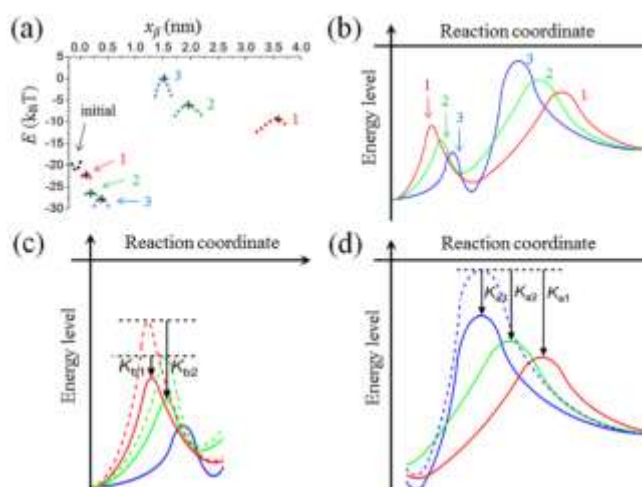 (a)
xβ (nm)
0.0 0.5 1.0 1.5 2.0 2.5 3.0 3.5 4.0
E (kBT)
5
0
-5
-10
-15
-20
-25
-30
initial
3
2
1
1
2
3
(b)
Reaction coordinate
Energy level
1
2
3
3
2
1
(c)
Reaction coordinate
Energy level
Kb1
Kb2
(d)
Reaction coordinate
Energy level
Ka3
Ka2
Ka1